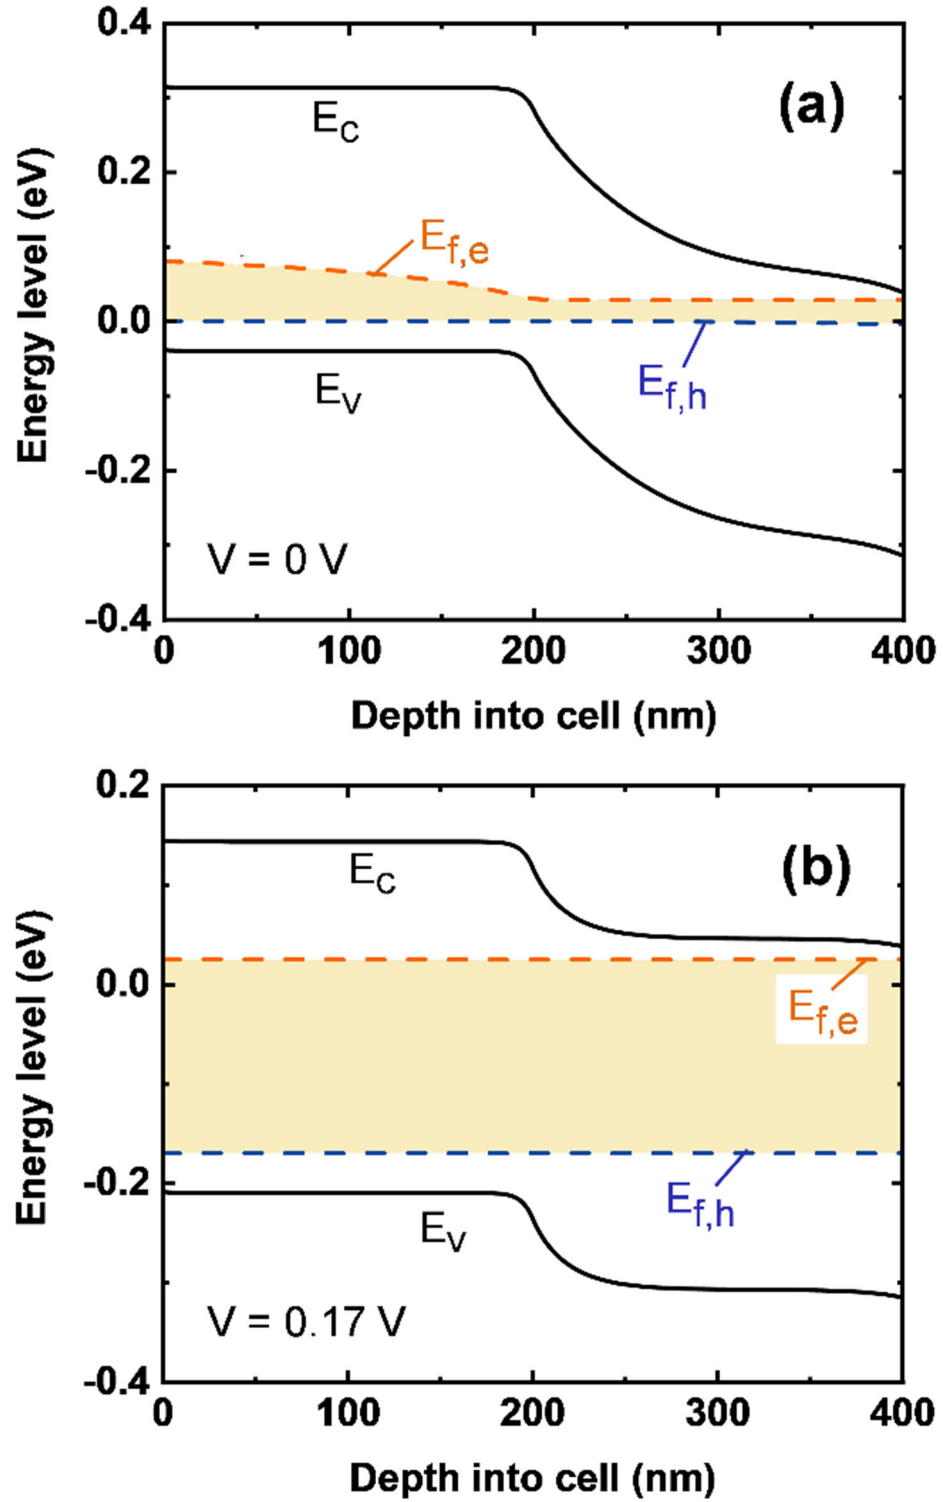 0.4
(a)
E_C
0.2
Energy level (eV)
E_f,e
0.0
E_f,h
E_V
-0.2
V = 0 V
-0.4
0 100 200 300 400
Depth into cell (nm)
0.2
(b)
E_C
Energy level (eV)
0.0
E_f,e
-0.2
E_f,h
E_V
V = 0.17 V
-0.4
0 100 200 300 400
Depth into cell (nm)